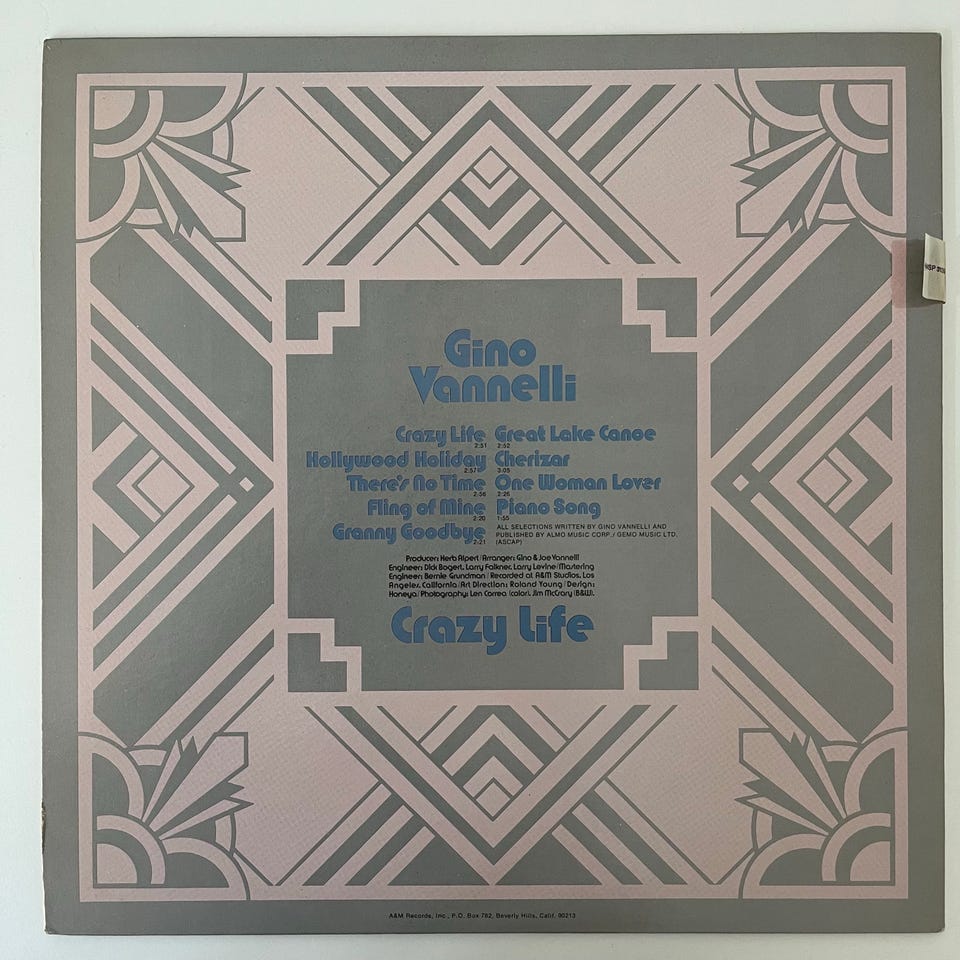 Gino
Vannelli
Crazy Life
2:51
Hollywood Holiday
2:57
There's No Time
2:56
Fling of Mine
2:20
Granny Goodbye
2:21
Great Lake Canoe
2:52
Cherizar
3:05
One Woman Lover
2:26
Piano Song
1:55
ALL SELECTIONS WRITTEN BY GINO VANNELLI AND
PUBLISHED BY ALMO MUSIC CORP./ GEMO MUSIC LTD.
(ASCAP)
Producer: Herb Alpert/Arranger: Gino & Joe Vannelli
Engineer: Dick Bogert, Larry Falkner, Larry Levine/Mastering
Engineer: Bernie Grundman/Recorded at A&M Studios, Los
Angeles, California/Art Direction: Roland Young/Design:
Honeya/Photography: Len Correa (color), Jim McCrary (B&W).
Crazy Life
A&M Records, Inc., P.O. Box 782, Beverly Hills, Calif. 90213